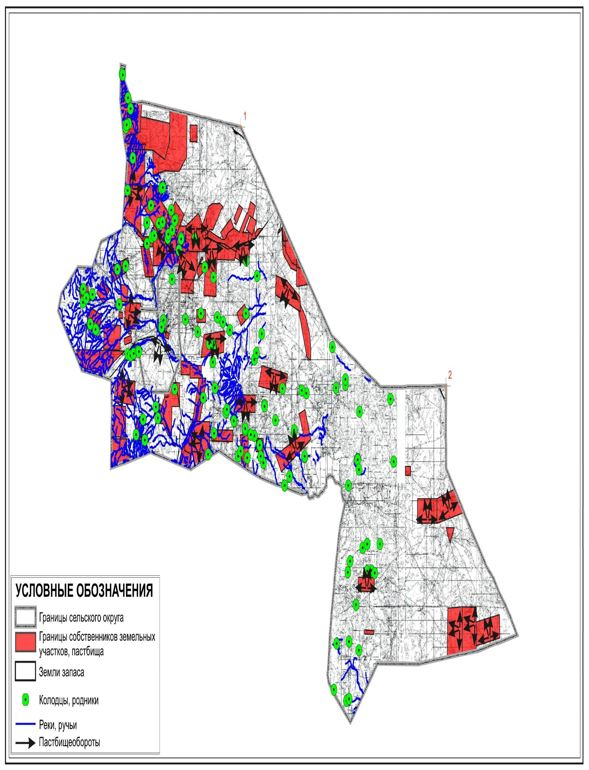 1
2
УСЛОВНЫЕ ОБОЗНАЧЕНИЯ
Границы сельского округа
Границы собственников земельных
участков, пастбища
Земли запаса
Колодцы, родники
Реки, ручьи
Пастбищеобороты